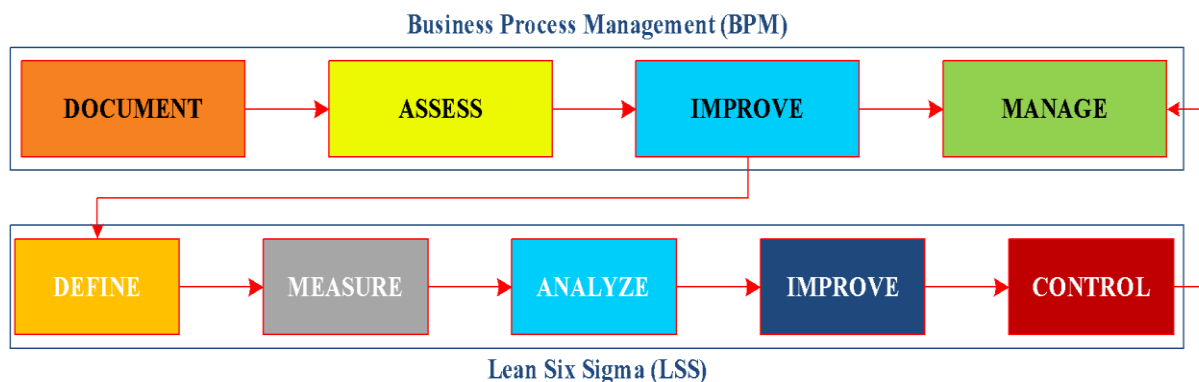 Business Process Management (BPM)
DOCUMENT
ASSESS
IMPROVE
MANAGE
DEFINE
MEASURE
ANALYZE
IMPROVE
CONTROL
Lean Six Sigma (LSS)